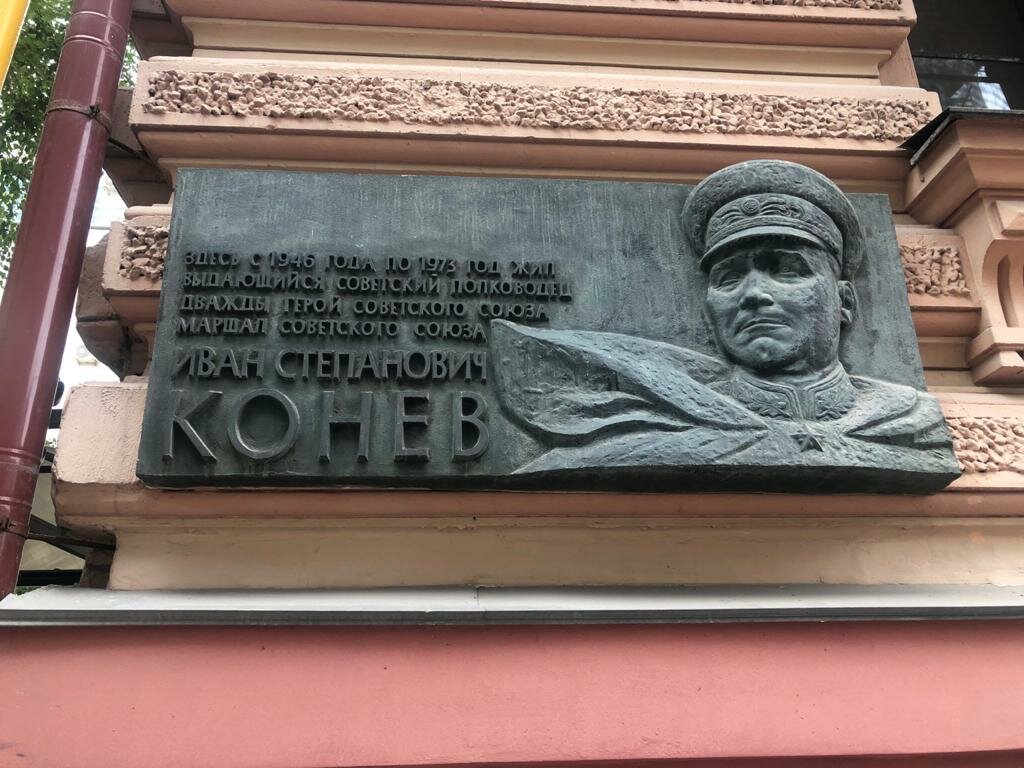 ЗДЕСЬ С 1946 ГОДА ПО 1973 ГОД ЖИЛ
ВЫДАЮЩИЙСЯ СОВЕТСКИЙ ПОЛКОВОДЕЦ
ДВАЖДЫ ГЕРОЙ СОВЕТСКОГО СОЮЗА
МАРШАЛ СОВЕТСКОГО СОЮЗА
ИВАН СТЕПАНОВИЧ
КОНЕВ